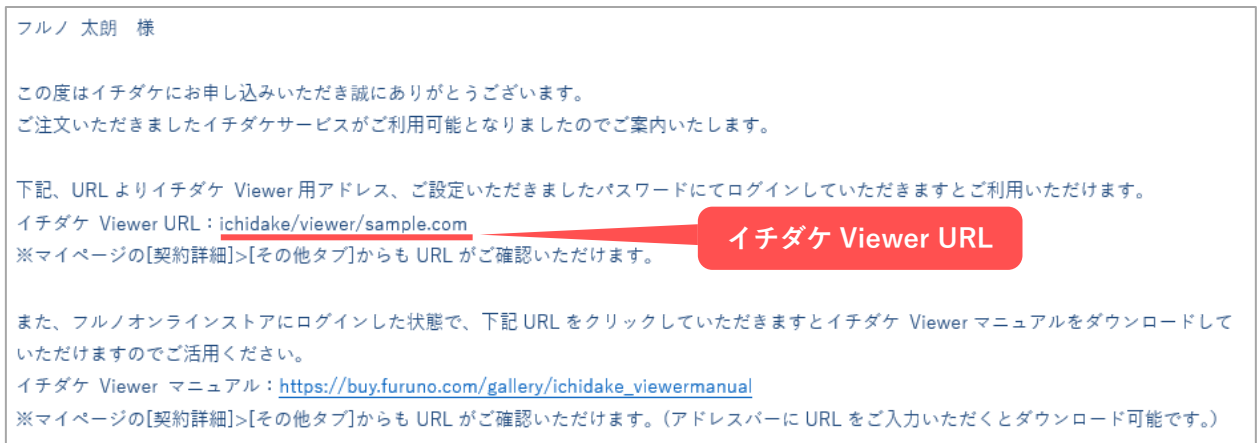 フルノ 太朗　様
この度はイチダケにお申し込みいただき誠にありがとうございます。
ご注文いただきましたイチダケサービスがご利用可能となりましたのでご案内いたします。
下記、URL よりイチダケ Viewer 用アドレス、ご設定いただきましたパスワードにてログインしていただきますとご利用いただけます。
イチダケ Viewer URL：ichidake/viewer/sample.com
イチダケ Viewer URL
※マイページの[契約詳細]>[その他タブ]からも URL がご確認いただけます。
また、フルノオンラインストアにログインした状態で、下記 URL をクリックしていただきますとイチダケ Viewer マニュアルをダウンロードして
いただけますのでご活用ください。
イチダケ Viewer マニュアル：https://buy.furuno.com/gallery/ichidake_viewermanual
※マイページの[契約詳細]>[その他タブ]からも URL がご確認いただけます。（アドレスバーに URL をご入力いただくとダウンロード可能です。）